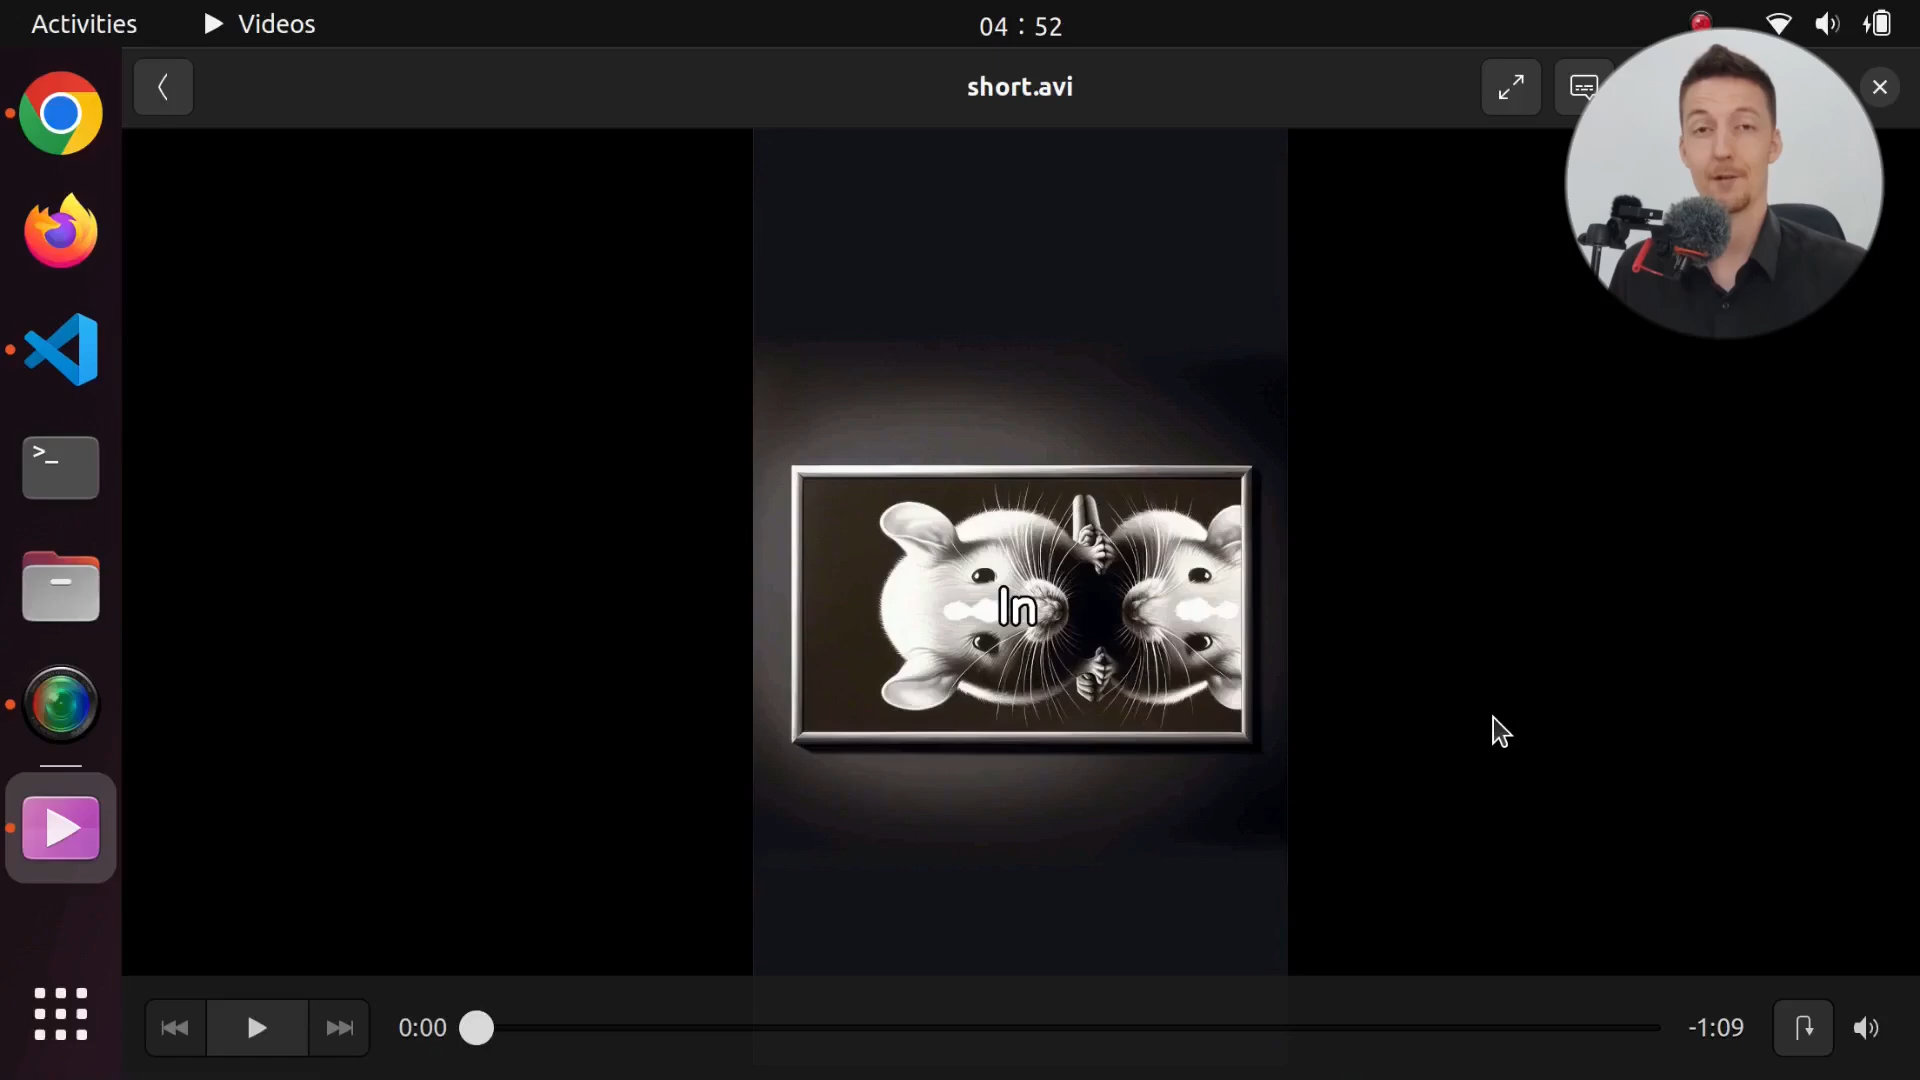 Activities
Videos
04 : 52
short.avi
>_
In
0:00
-1:09